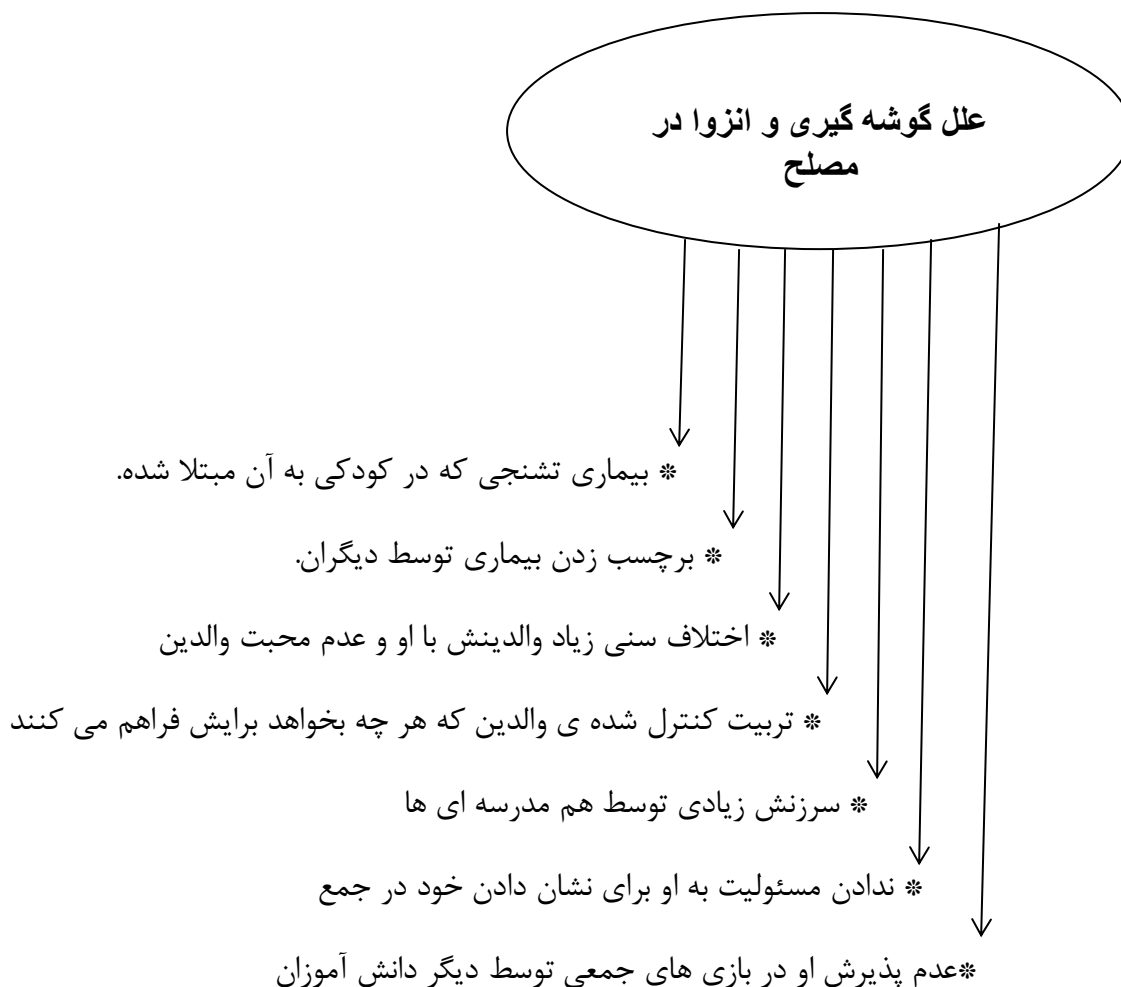 علل گوشه گیری و انزوا در
مصلح
❊ بیماری تشنجی که در کودکی به آن مبتلا شده.
❊ برچسب زدن بیماری توسط دیگران.
❊ اختلاف سنی زیاد والدینش با او و عدم محبت والدین
❊ تربیت کنترل شده ی والدین که هر چه بخواهد برایش فراهم می کنند
❊ سرزنش زیادی توسط هم مدرسه ای ها
❊ ندادن مسئولیت به او برای نشان دادن خود در جمع
❊عدم پذیرش او در بازی های جمعی توسط دیگر دانش آموزان